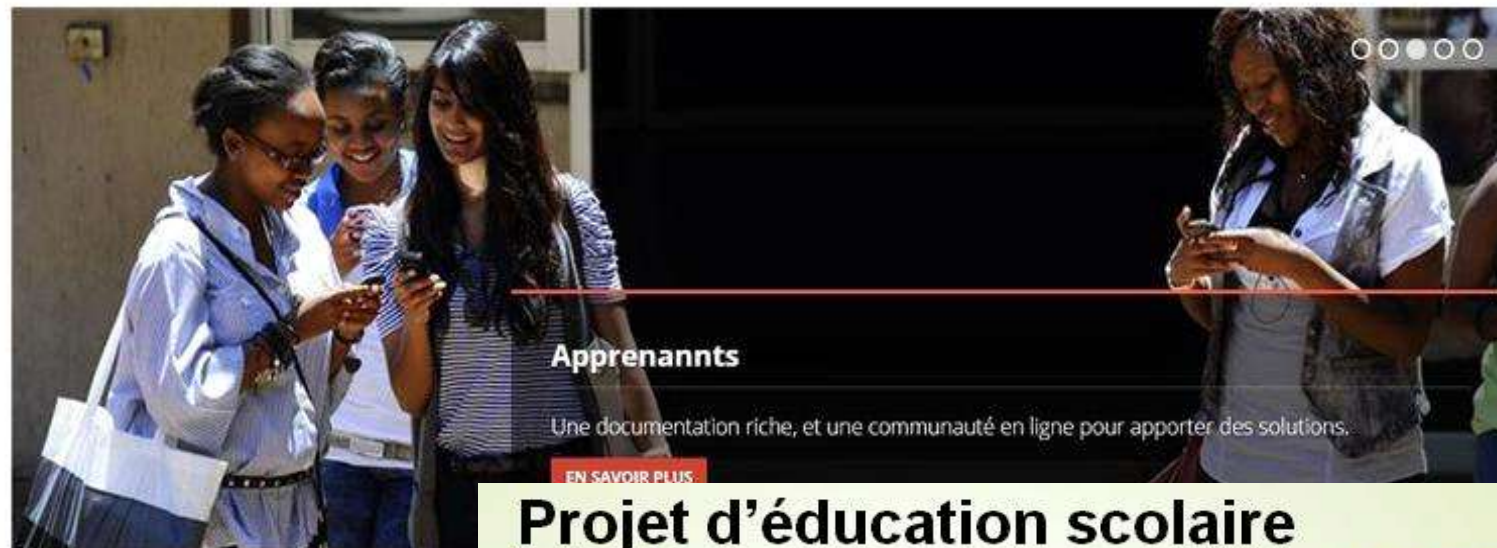 Apprenannts
Une documentation riche, et une communauté en ligne pour apporter des solutions.
EN SAVOIR PLUS
Projet d’éducation scolaire